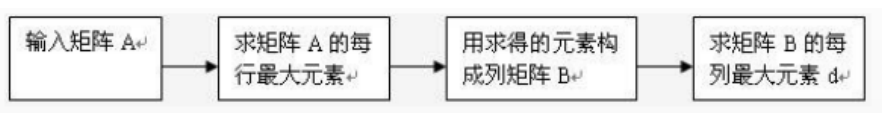 输入矩阵 A↵
求矩阵 A 的每
行最大元素↵
用求得的元素构
成列矩阵 B↵
求矩阵 B 的每
列最大元素 d↵